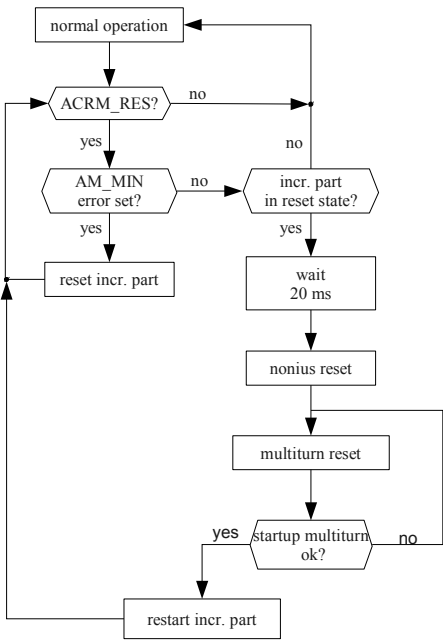 normal operation
ACRM_RES?
no
yes
no
AM_MIN
error set?
no
incr. part
in reset state?
yes
yes
reset incr. part
wait
20 ms
nonius reset
multiturn reset
yes
startup multiturn
ok?
no
restart incr. part